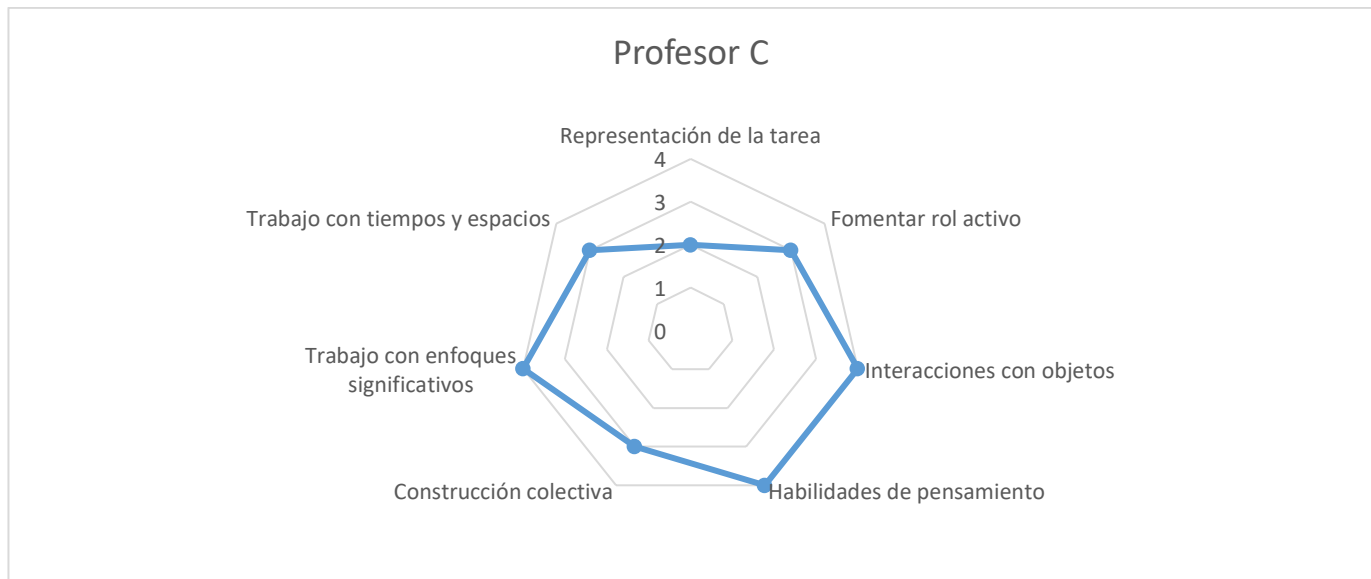 Profesor C
Representación de la tarea
4
3
2
1
0
Fomentar rol activo
Interacciones con objetos
Habilidades de pensamiento
Construcción colectiva
Trabajo con enfoques
significativos
Trabajo con tiempos y espacios